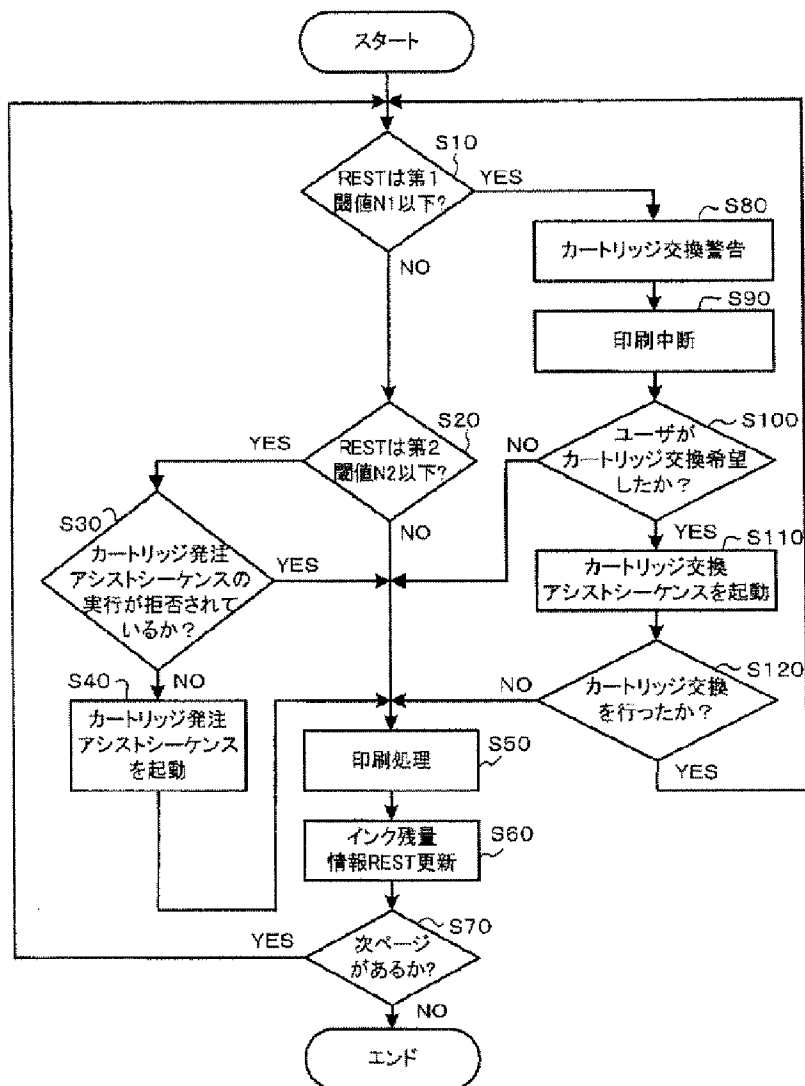 スタート
S10
RESTは第1
閾値N1以下?
YES
NO
S80
カートリッジ交換警告
S90
印刷中断
S20
YES
RESTは第2
閾値N2以下?
NO
S100
NO
ユーザが
カートリッジ交換希望
したか?
YES
S30
カートリッジ発注
アシストシーケンスの
実行が拒否されて
いるか?
YES
NO
S110
カートリッジ交換
アシストシーケンスを起動
S40
カートリッジ発注
アシストシーケンス
を起動
S120
NO
カートリッジ交換
を行ったか?
YES
印刷処理
S50
インク残量
情報REST更新
S60
S70
YES
次ページ
があるか?
NO
エンド